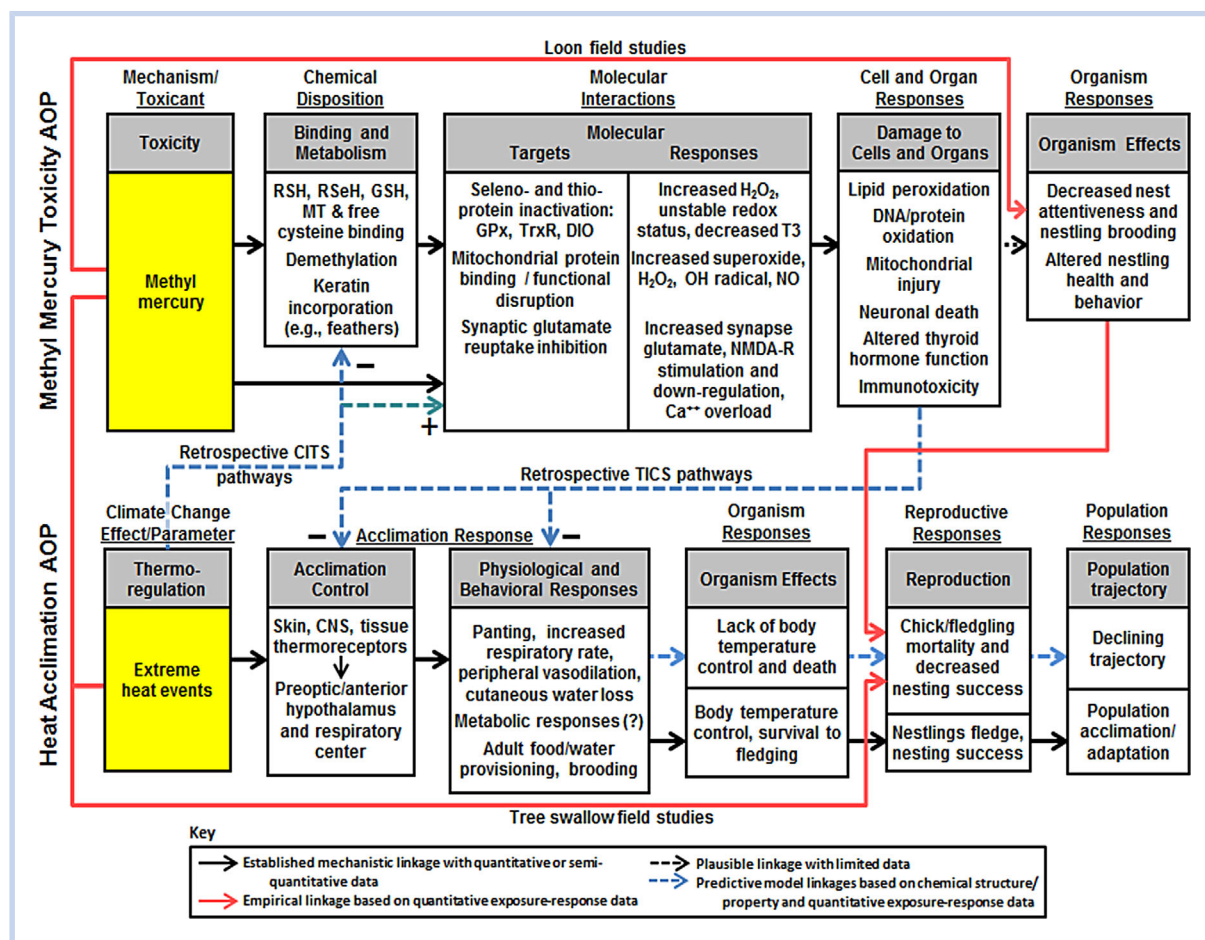 Loon field studies
Methyl Mercury Toxicity AOP
Mechanism/
Toxicant
Chemical
Disposition
Molecular
Interactions
Cell and Organ
Responses
Organism
Responses
Toxicity
Methyl
mercury
Binding and
Metabolism
RSH, RSeH, GSH,
MT & free
cysteine binding
Demethylation
Keratin
incorporation
(e.g., feathers)
Molecular
Targets
Responses
Seleno- and thio-
protein inactivation:
GPx, TrxR, DIO
Mitochondrial protein
binding / functional
disruption
Synaptic glutamate
reuptake inhibition
Increased H₂O₂,
unstable redox
status, decreased T3
Increased superoxide,
H₂O₂, OH radical, NO
Increased synapse
glutamate, NMDA-R
stimulation and
down-regulation,
Ca⁺⁺ overload
Damage to
Cells and Organs
Lipid peroxidation
DNA/protein
oxidation
Mitochondrial
injury
Neuronal death
Altered thyroid
hormone function
Immunotoxicity
Organism Effects
Decreased nest
attentiveness and
nestling brooding
Altered nestling
health and
behavior
–
+
Retrospective CITS
pathways
Retrospective TICS pathways
Heat Acclimation AOP
Climate Change
Effect/Parameter
– Acclimation Response –
Organism
Responses
Reproductive
Responses
Population
Responses
Thermo-
regulation
Extreme
heat events
Acclimation
Control
Skin, CNS, tissue
thermoreceptors
Preoptic/anterior
hypothalamus
and respiratory
center
Physiological and
Behavioral Responses
Panting, increased
respiratory rate,
peripheral vasodilation,
cutaneous water loss
Metabolic responses (?)
Adult food/water
provisioning, brooding
Organism Effects
Lack of body
temperature
control and death
Body temperature
control, survival to
fledging
Reproduction
Chick/fledgling
mortality and
decreased
nesting success
Nestlings fledge,
nesting success
Population
trajectory
Declining
trajectory
Population
acclimation/
adaptation
Tree swallow field studies
Key
Established mechanistic linkage with quantitative or semi-
quantitative data
Empirical linkage based on quantitative exposure-response data
Plausible linkage with limited data
Predictive model linkages based on chemical structure/
property and quantitative exposure-response data